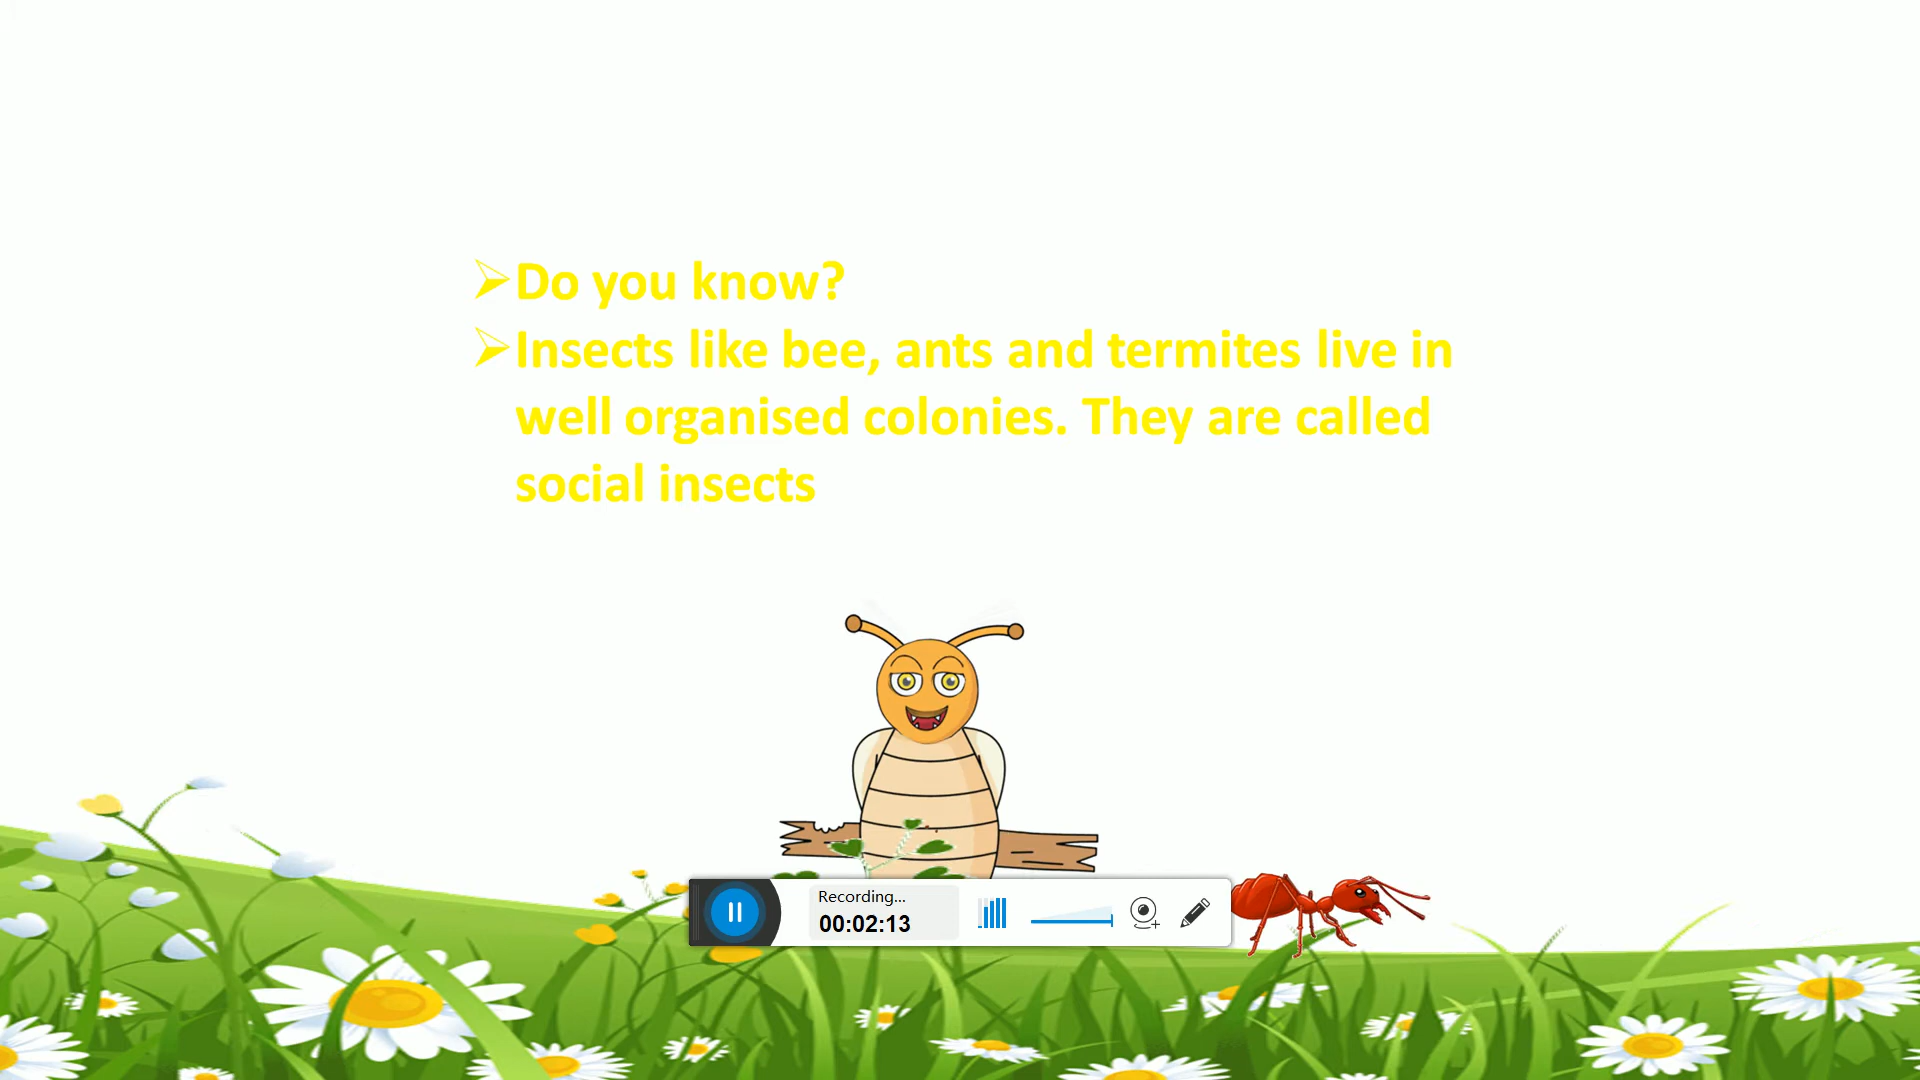 Do you know?
Insects like bee, ants and termites live in
well organised colonies. They are called
social insects
Recording...
00:02:13